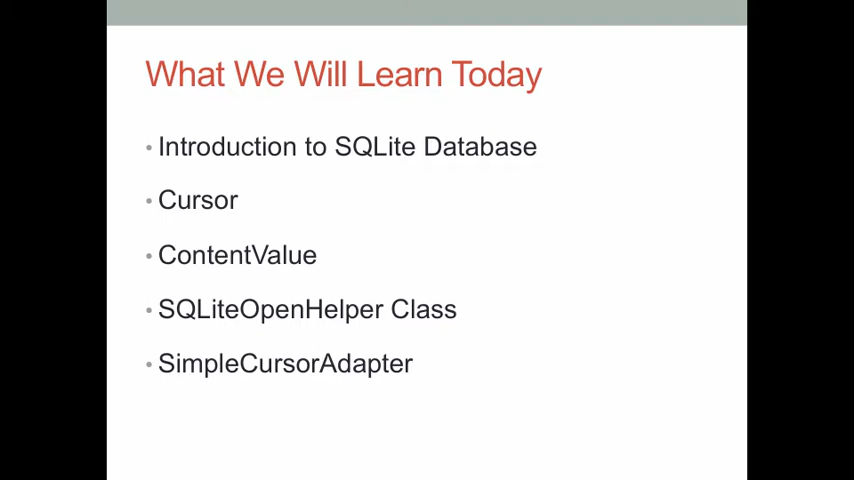 What We Will Learn Today
• Introduction to SQLite Database
• Cursor
• ContentValue
• SQLiteOpenHelper Class
• SimpleCursorAdapter